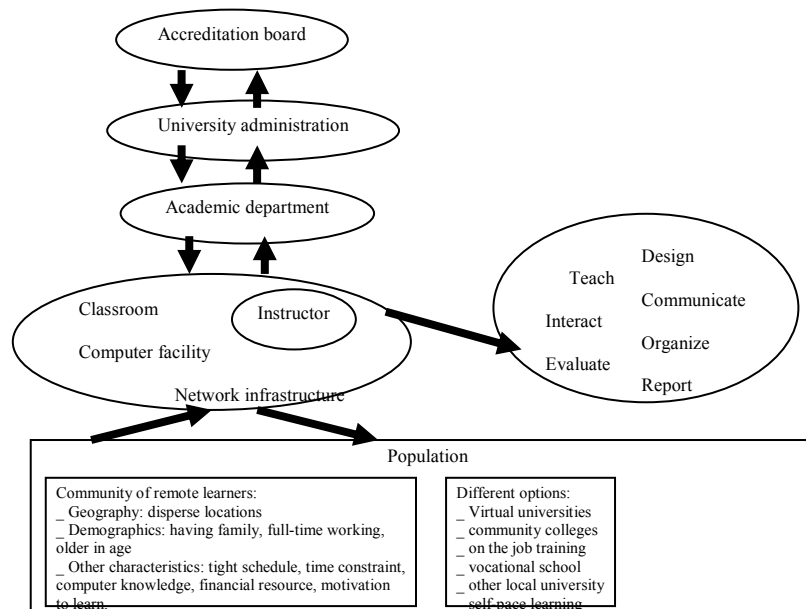 Accreditation board
University administration
Academic department
Classroom
Instructor
Computer facility
Network infrastructure
Design
Teach
Communicate
Interact
Organize
Evaluate
Report
Population
Community of remote learners:
_ Geography: disperse locations
_ Demographics: having family, full-time working,
older in age
_ Other characteristics: tight schedule, time constraint,
computer knowledge, financial resource, motivation
to learn.
Different options:
_ Virtual universities
_ community colleges
_ on the job training
_ vocational school
_ other local university
_ self-pace learning